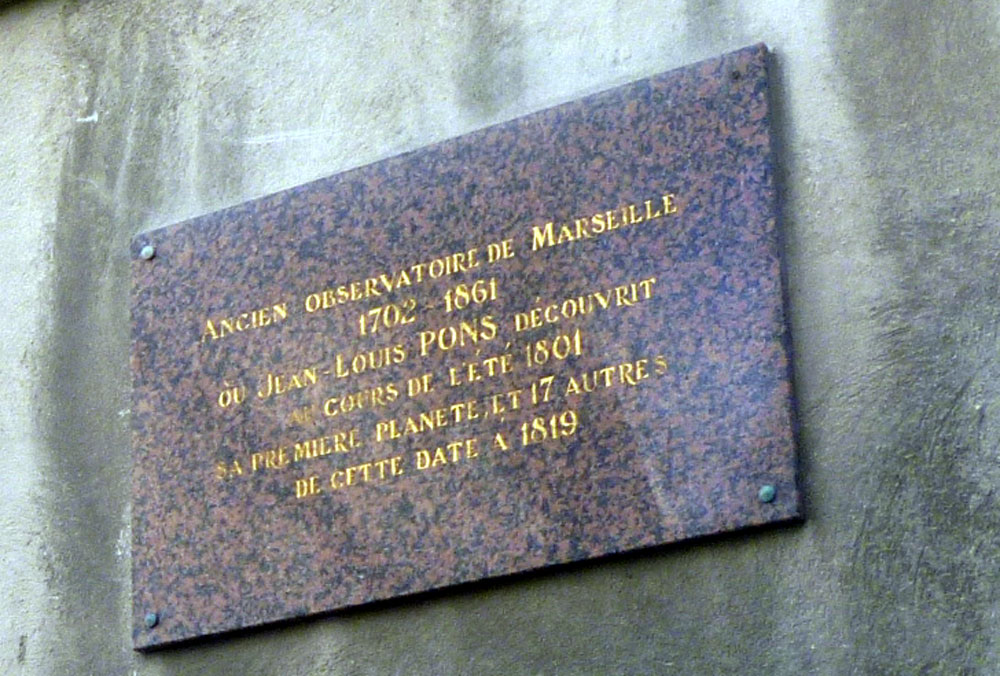 ANCIEN OBSERVATOIRE DE MARSEILLE
1702 - 1861
OÙ JEAN-LOUIS PONS DÉCOUVRIT
AU COURS DE L'ÉTÉ 1801
SA PREMIERE PLANETE, ET 17 AUTRES
DE CETTE DATE A 1819